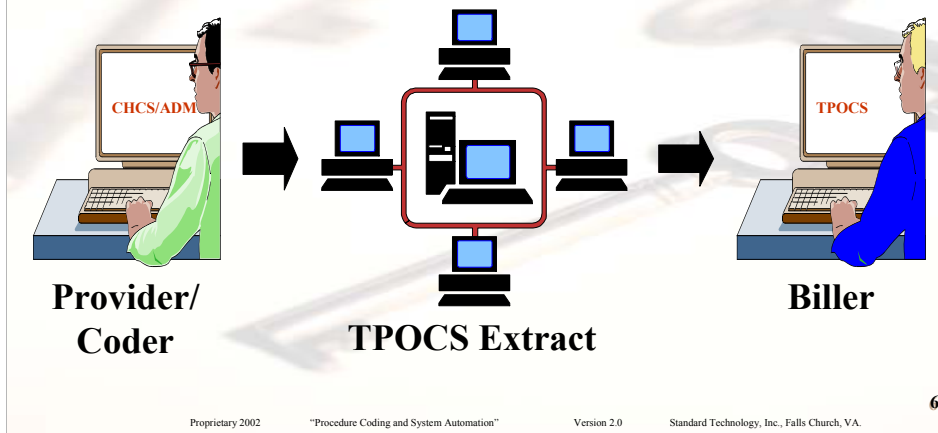 CHCS/ADM
TPOCS
Provider/
Coder
TPOCS Extract
Biller
6
Proprietary 2002 “Procedure Coding and System Automation” Version 2.0 Standard Technology, Inc., Falls Church, VA.